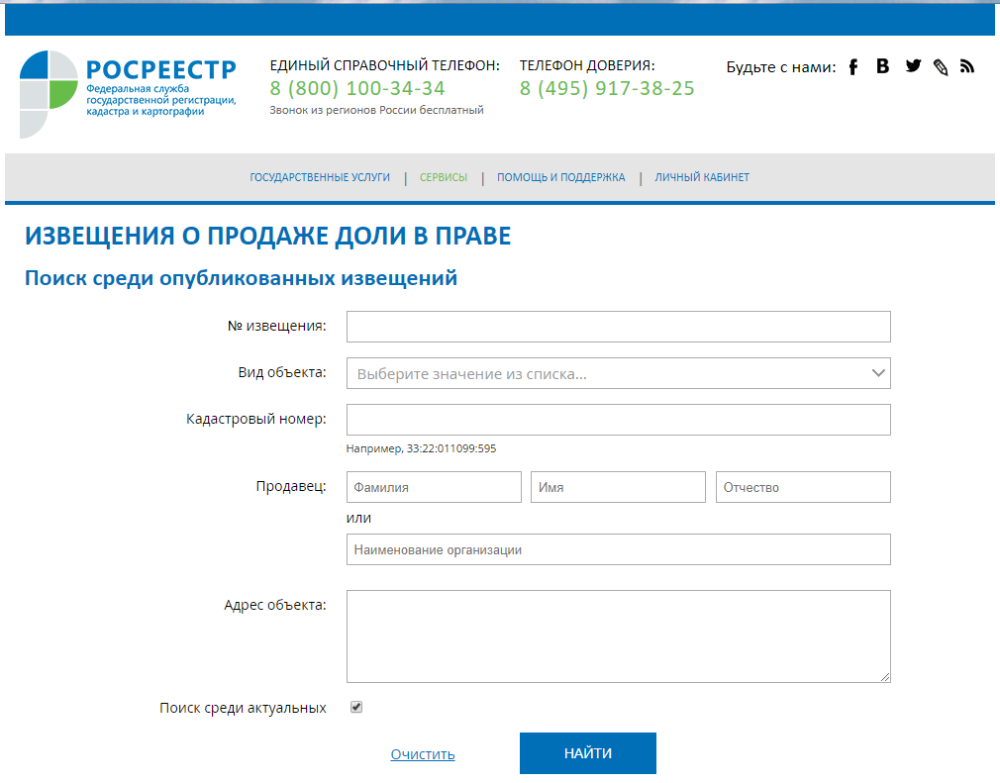 РОСРЕЕСТР
Федеральная служба
государственной регистрации,
кадастра и картографии
ЕДИНЫЙ СПРАВОЧНЫЙ ТЕЛЕФОН:
8 (800) 100-34-34
Звонок из регионов России бесплатный
ТЕЛЕФОН ДОВЕРИЯ:
8 (495) 917-38-25
Будьте с нами:
ГОСУДАРСТВЕННЫЕ УСЛУГИ | СЕРВИСЫ | ПОМОЩЬ И ПОДДЕРЖКА | ЛИЧНЫЙ КАБИНЕТ
ИЗВЕЩЕНИЯ О ПРОДАЖЕ ДОЛИ В ПРАВЕ
Поиск среди опубликованных извещений
№ извещения:
Вид объекта: Выберите значение из списка...
Кадастровый номер:
Например, 33:22:011099:595
Продавец: Фамилия Имя Отчество
или
Наименование организации
Адрес объекта:
Поиск среди актуальных
Очистить НАЙТИ